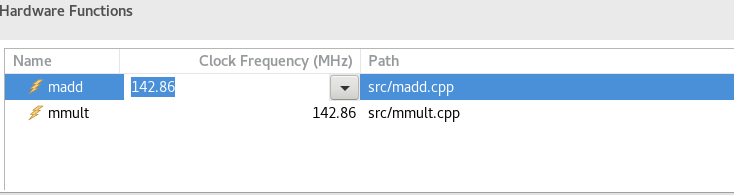 Hardware Functions
Name Clock Frequency (MHz) Path
madd 142.86 src/madd.cpp
mmult 142.86 src/mmult.cpp